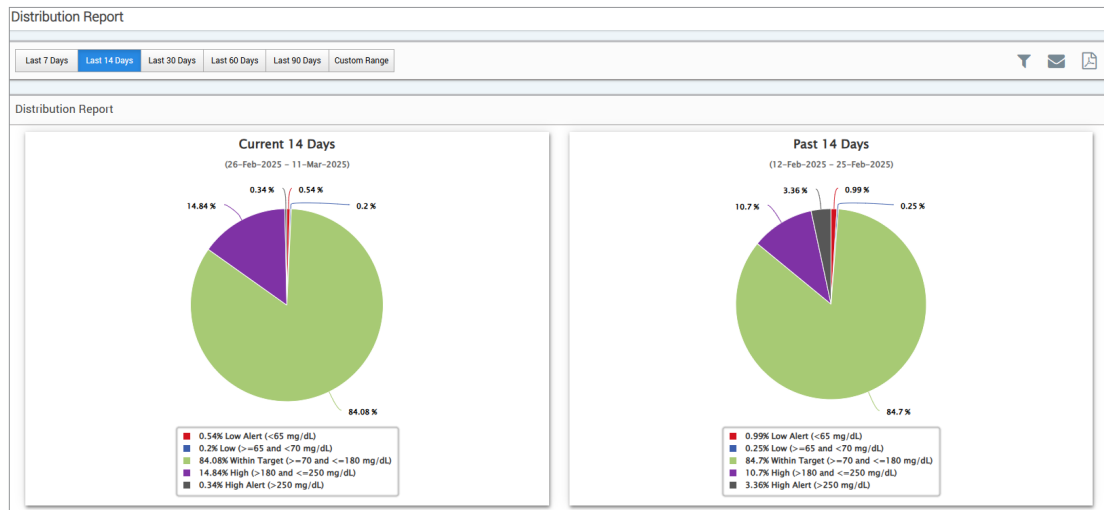 Distribution Report
Last 7 Days Last 14 Days Last 30 Days Last 60 Days Last 90 Days Custom Range
Distribution Report
Current 14 Days
(26-Feb-2025 - 11-Mar-2025)
0.34 % 0.54 %
14.84 % 0.2 %
84.08 %
0.54% Low Alert (<65 mg/dL)
0.2% Low (>=65 and <70 mg/dL)
84.08% Within Target (>=70 and <=180 mg/dL)
14.84% High (>180 and <=250 mg/dL)
0.34% High Alert (>250 mg/dL)
Past 14 Days
(12-Feb-2025 - 25-Feb-2025)
3.36 % 0.99 %
10.7 % 0.25 %
84.7 %
0.99% Low Alert (<65 mg/dL)
0.25% Low (>=65 and <70 mg/dL)
84.7% Within Target (>=70 and <=180 mg/dL)
10.7% High (>180 and <=250 mg/dL)
3.36% High Alert (>250 mg/dL)